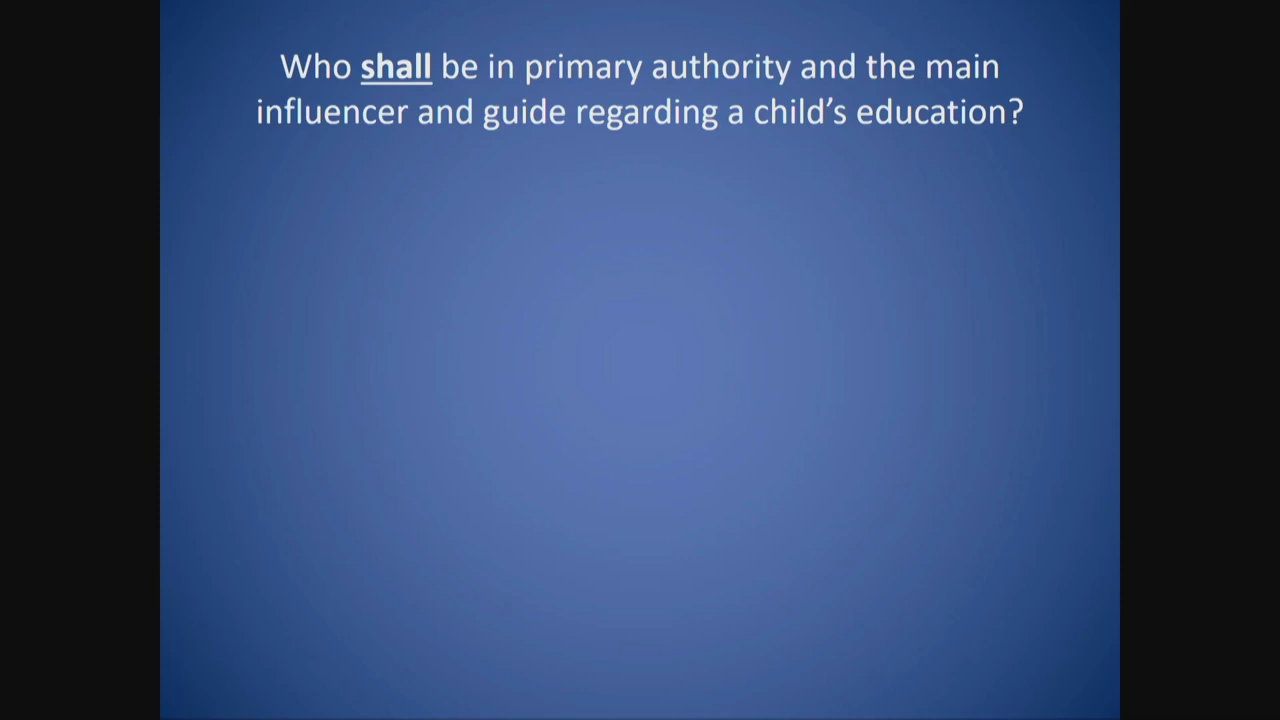 Who shall be in primary authority and the main
influencer and guide regarding a child’s education?